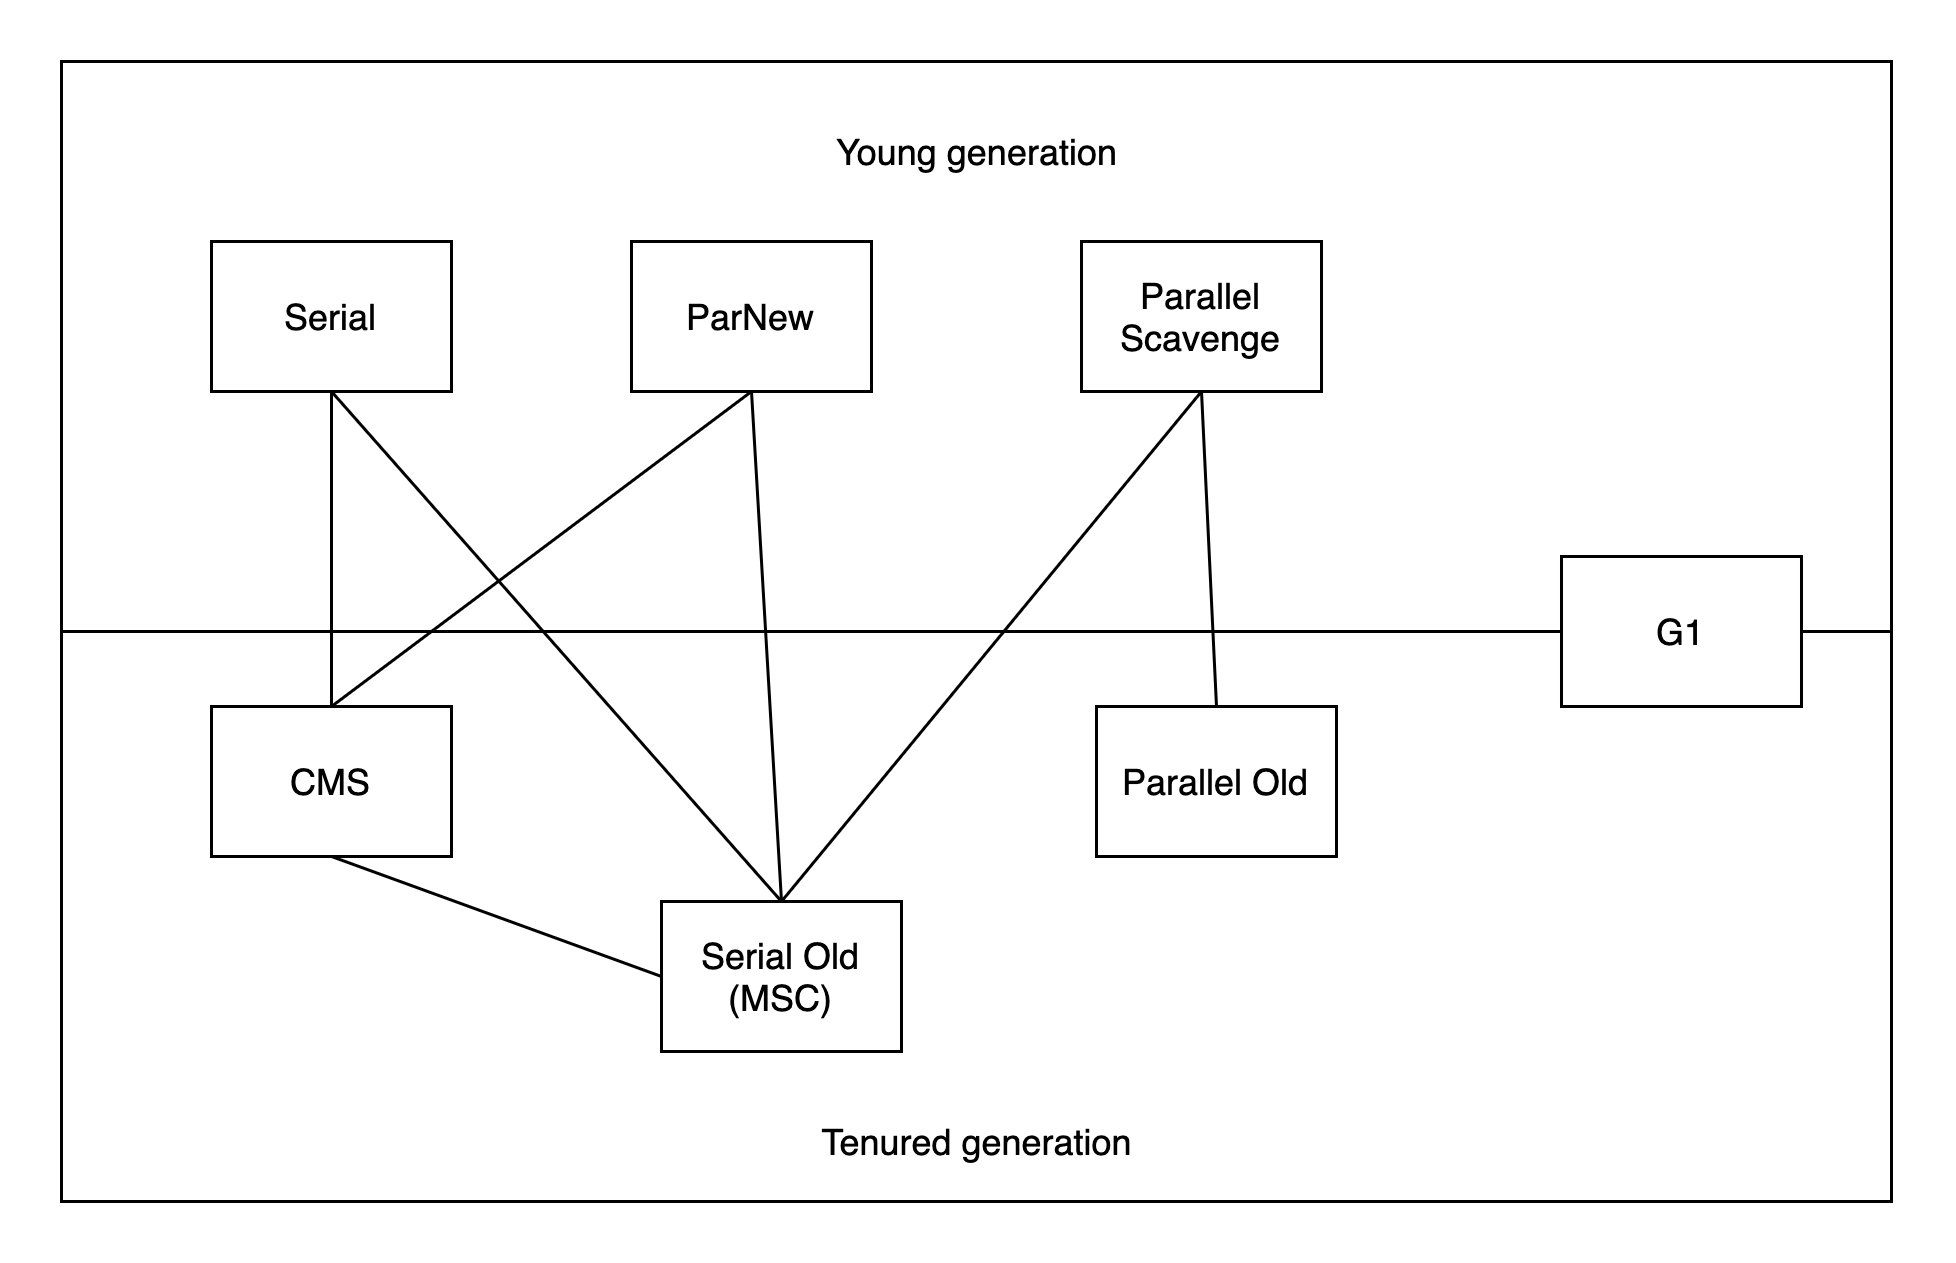 Young generation
Serial
ParNew
Parallel
Scavenge
G1
CMS
Parallel Old
Serial Old
(MSC)
Tenured generation